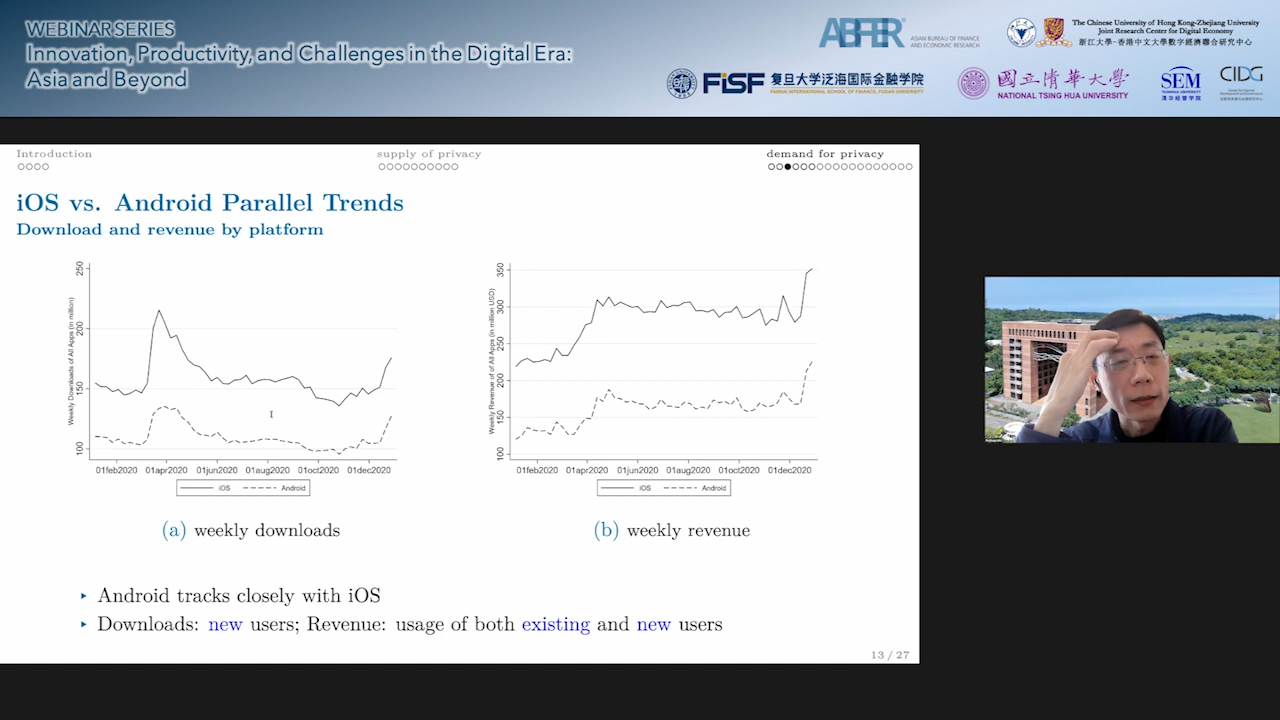 WEBINAR SERIES
Innovation, Productivity, and Challenges in the Digital Era:
Asia and Beyond
ABFER
ASIAN BUREAU OF FINANCE
AND ECONOMIC RESEARCH
The Chinese University of Hong Kong-Zhejiang University
Joint Research Center for Digital Economy
浙江大學-香港中文大學數字經濟聯合研究中心
FISF
复旦大学泛海国际金融学院
FANHAI INTERNATIONAL SCHOOL OF FINANCE, FUDAN UNIVERSITY
國立清華大學
NATIONAL TSING HUA UNIVERSITY
SEM
TSINGHUA UNIVERSITY
清华经管学院
CIDG
Introduction
supply of privacy
demand for privacy
iOS vs. Android Parallel Trends
Download and revenue by platform
Weekly Downloads of All Apps (in million)
250
200
150
100
01feb2020 01apr2020 01jun2020 01aug2020 01oct2020 01dec2020
iOS Android
(a) weekly downloads
Weekly Revenue of All Apps (in million USD)
350
300
250
200
150
100
01feb2020 01apr2020 01jun2020 01aug2020 01oct2020 01dec2020
iOS Android
(b) weekly revenue
‣ Android tracks closely with iOS
‣ Downloads: new users; Revenue: usage of both existing and new users
13 / 27